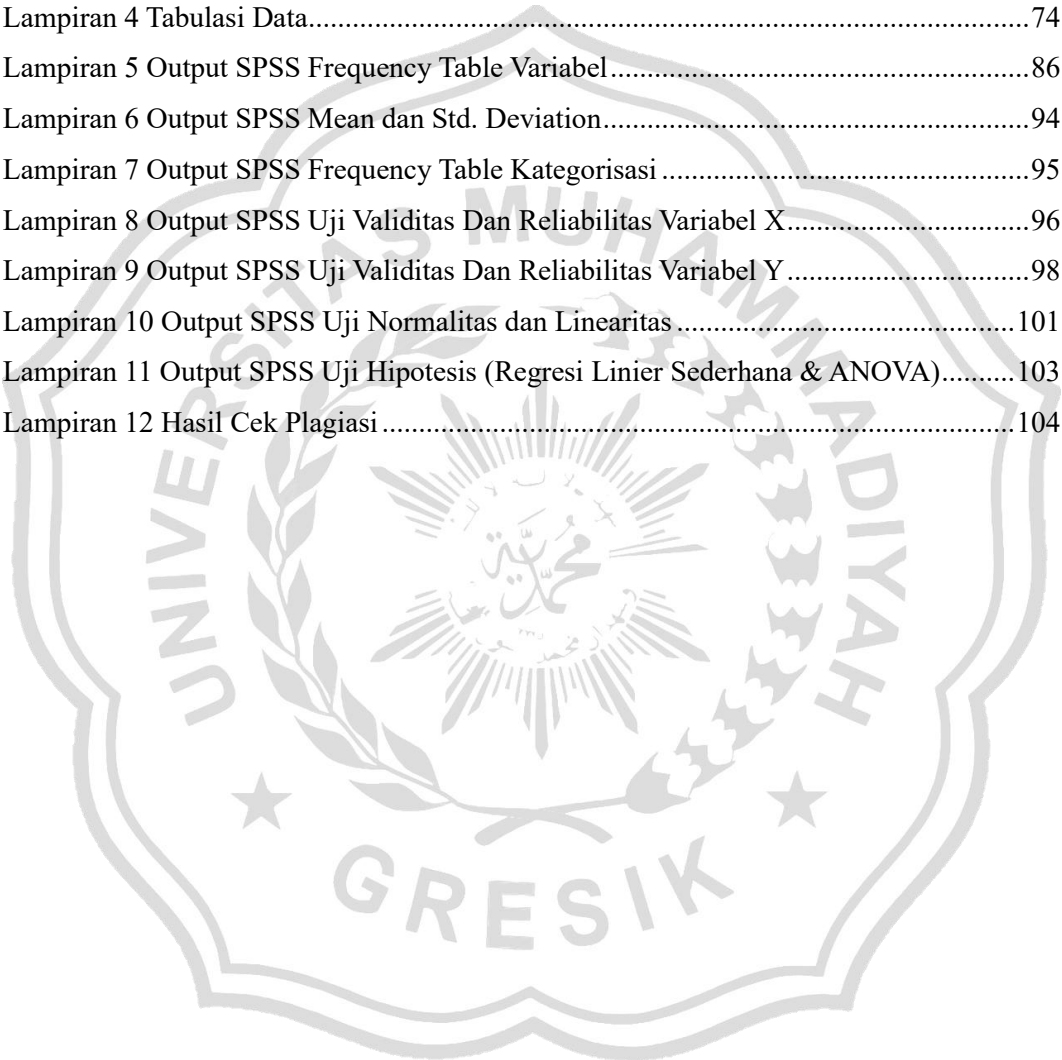 Lampiran 4 Tabulasi Data....................................................................................................74
Lampiran 5 Output SPSS Frequency Table Variabel...........................................................86
Lampiran 6 Output SPSS Mean dan Std. Deviation............................................................94
Lampiran 7 Output SPSS Frequency Table Kategorisasi....................................................95
Lampiran 8 Output SPSS Uji Validitas Dan Reliabilitas Variabel X...................................96
Lampiran 9 Output SPSS Uji Validitas Dan Reliabilitas Variabel Y...................................98
Lampiran 10 Output SPSS Uji Normalitas dan Linearitas................................................101
Lampiran 11 Output SPSS Uji Hipotesis (Regresi Linier Sederhana & ANOVA)..........103
Lampiran 12 Hasil Cek Plagiasi.........................................................................................104
UNIVERSITAS MUHAMMADIYAH
GRESIK